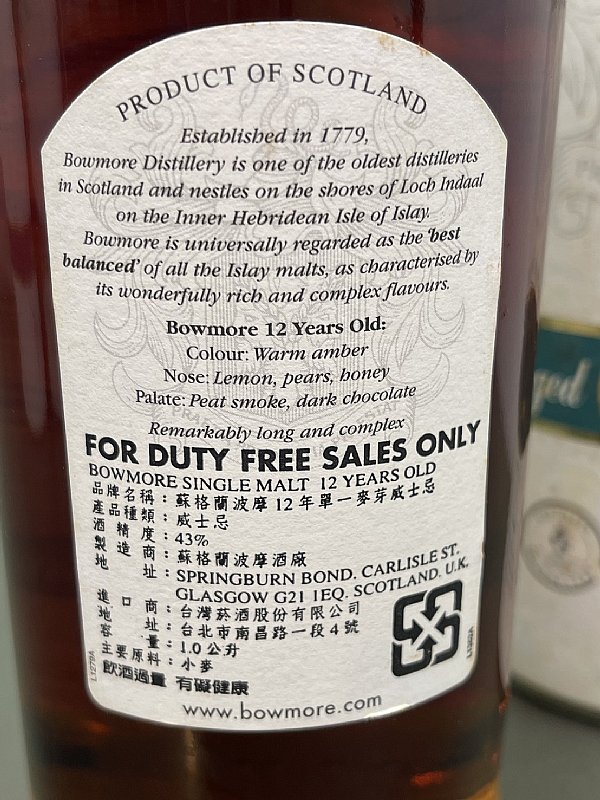 PRODUCT OF SCOTLAND
Established in 1779,
Bowmore Distillery is one of the oldest distilleries
in Scotland and nestles on the shores of Loch Indaal
on the Inner Hebridean Isle of Islay.
Bowmore is universally regarded as the 'best
balanced' of all the Islay malts, as characterised by
its wonderfully rich and complex flavours.
Bowmore 12 Years Old:
Colour: Warm amber
Nose: Lemon, pears, honey
Palate: Peat smoke, dark chocolate
Remarkably long and complex
FOR DUTY FREE SALES ONLY
BOWMORE SINGLE MALT 12 YEARS OLD
品牌名稱：蘇格蘭波摩12年單一麥芽威士忌
產品種類：威士忌
酒精度：43%
製造商：蘇格蘭波摩酒廠
地址：SPRINGBURN BOND. CARLISLE ST.
GLASGOW G21 1EQ. SCOTLAND. U.K.
進口商：台灣菸酒股份有限公司
地址：台北市南昌路一段4號
容量：1.0公升
主要原料：小麥
飲酒過量 有礙健康
www.bowmore.com
L1279A
ged